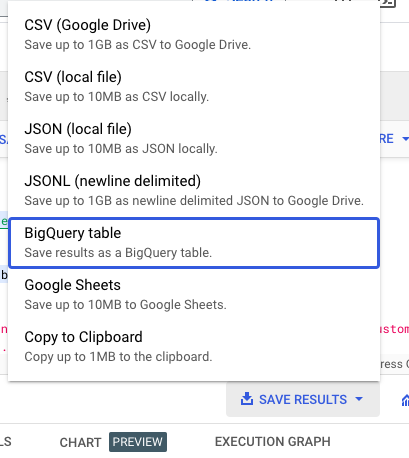 CSV (Google Drive)
Save up to 1GB as CSV to Google Drive.
CSV (local file)
Save up to 10MB as CSV locally.
JSON (local file)
Save up to 10MB as JSON locally.
RE
JSONL (newline delimited)
Save up to 1GB as newline delimited JSON to Google Drive.
BigQuery table
Save results as a BigQuery table.
Google Sheets
Save up to 10MB to Google Sheets.
ustom
Copy to Clipboard
Copy up to 1MB to the clipboard.
ress
SAVE RESULTS
LS
CHART PREVIEW EXECUTION GRAPH